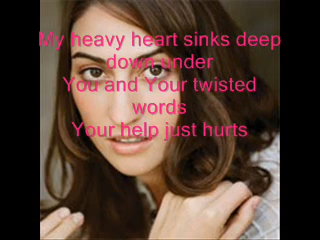 My heavy heart sinks deep
down under
You and Your twisted
words
Your help just hurts